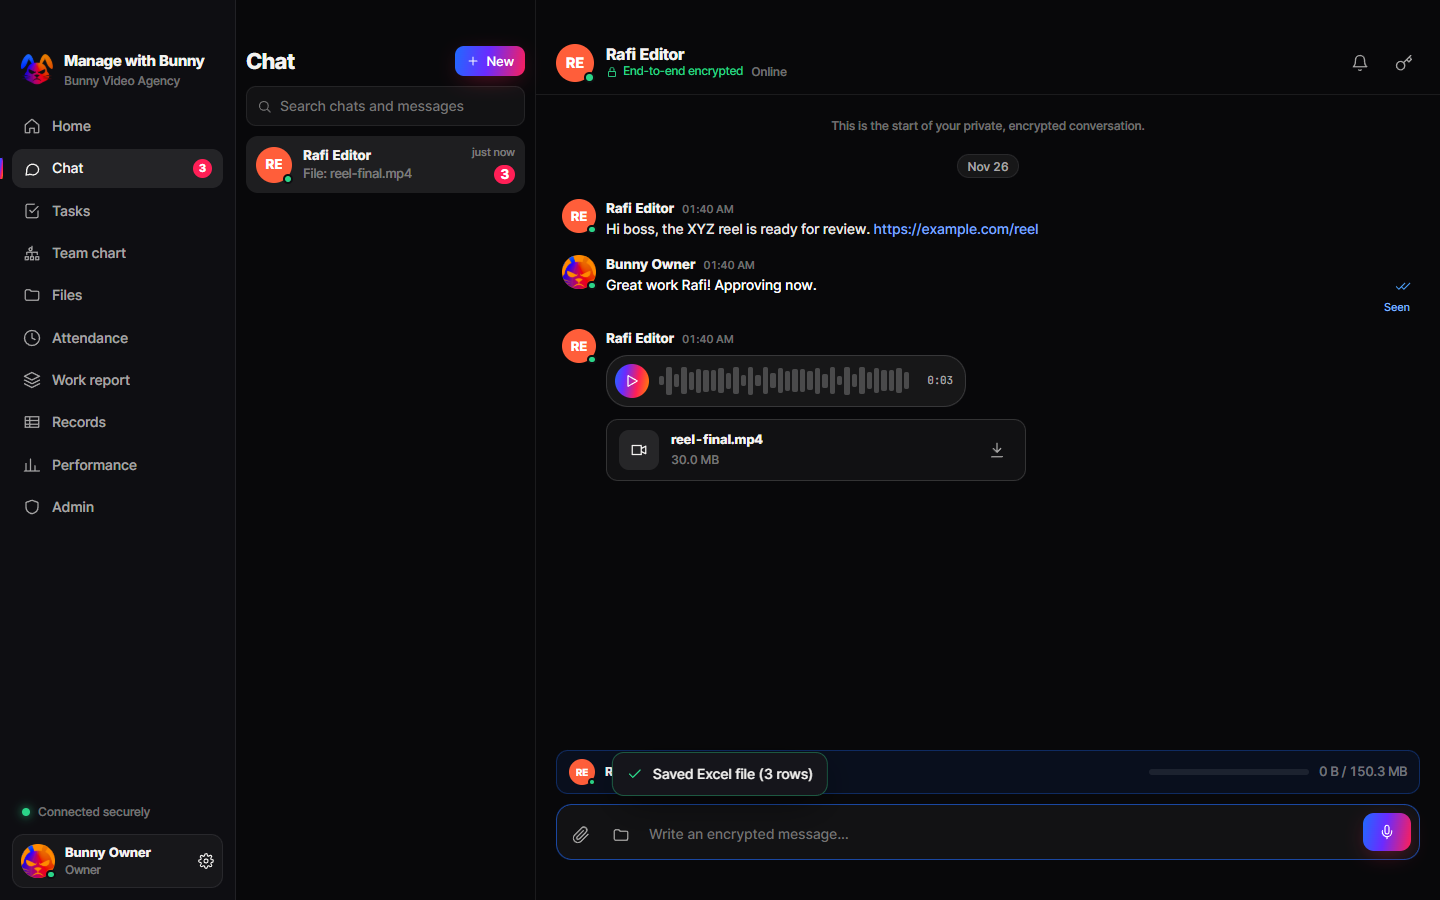 Manage with Bunny
Bunny Video Agency
Home
Chat
3
Tasks
Team chart
Files
Attendance
Work report
Records
Performance
Admin
Connected securely
Bunny Owner
Owner
Chat
+ New
Search chats and messages
RE
Rafi Editor
just now
File: reel-final.mp4
3
RE
Rafi Editor
End-to-end encrypted Online
This is the start of your private, encrypted conversation.
Nov 26
RE
Rafi Editor 01:40 AM
Hi boss, the XYZ reel is ready for review. https://example.com/reel
Bunny Owner 01:40 AM
Great work Rafi! Approving now.
Seen
RE
Rafi Editor 01:40 AM
0:03
reel-final.mp4
30.0 MB
RE
Saved Excel file (3 rows)
0 B / 150.3 MB
Write an encrypted message...